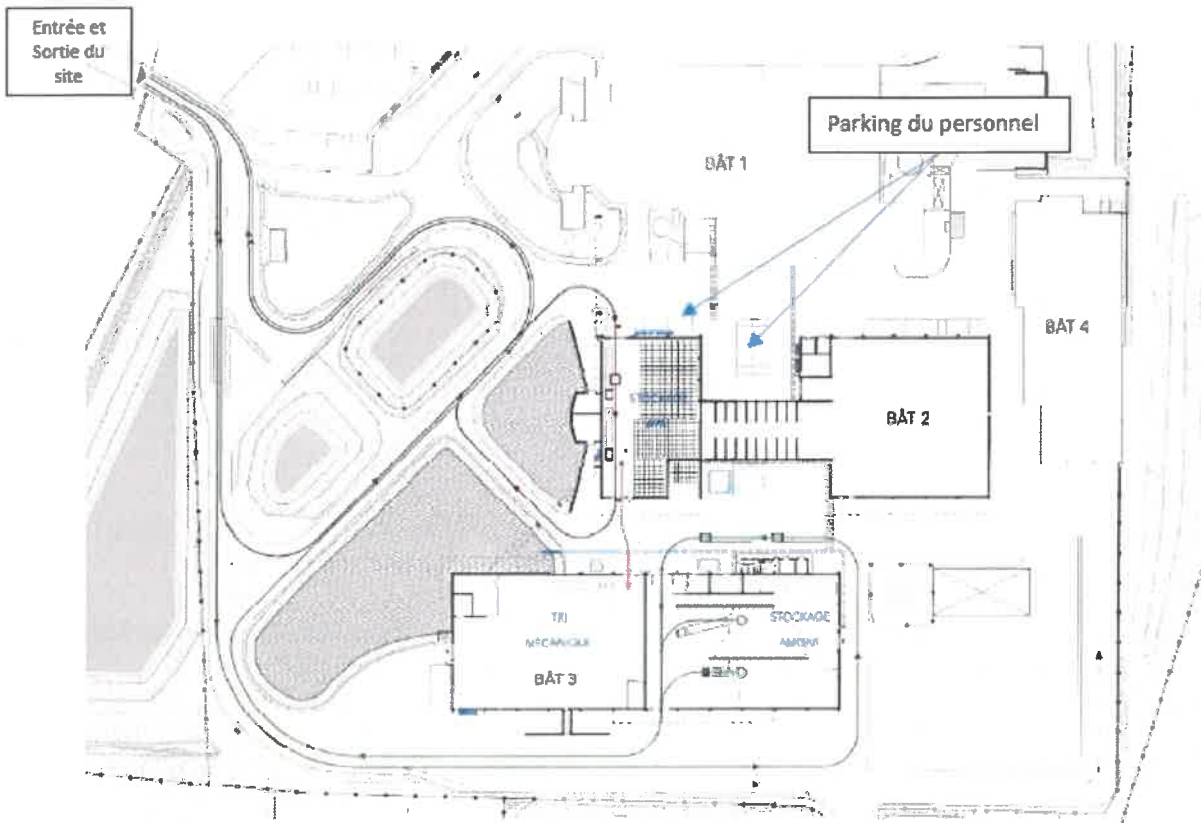 Entrée et
Sortie du
site
Parking du personnel
BÂT 1
BÂT 4
STOCKAGE
BÂT 2
TRI
MÉCANIQUE
STOCKAGE
BÂT 3